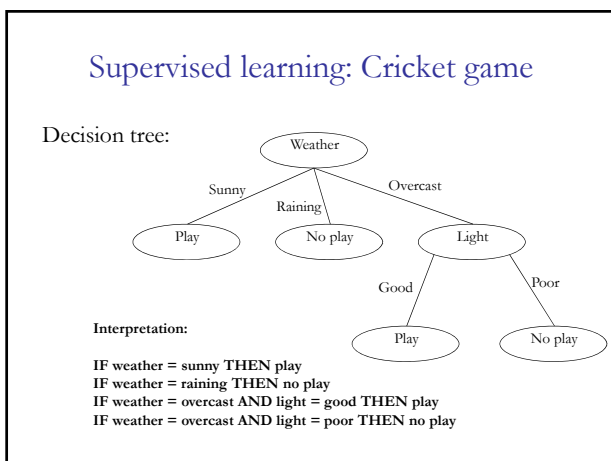 Supervised learning: Cricket game
Decision tree:
Weather
Sunny
Raining
Overcast
Play
No play
Light
Good
Poor
Play
No play
Interpretation:
IF weather = sunny THEN play
IF weather = raining THEN no play
IF weather = overcast AND light = good THEN play
IF weather = overcast AND light = poor THEN no play